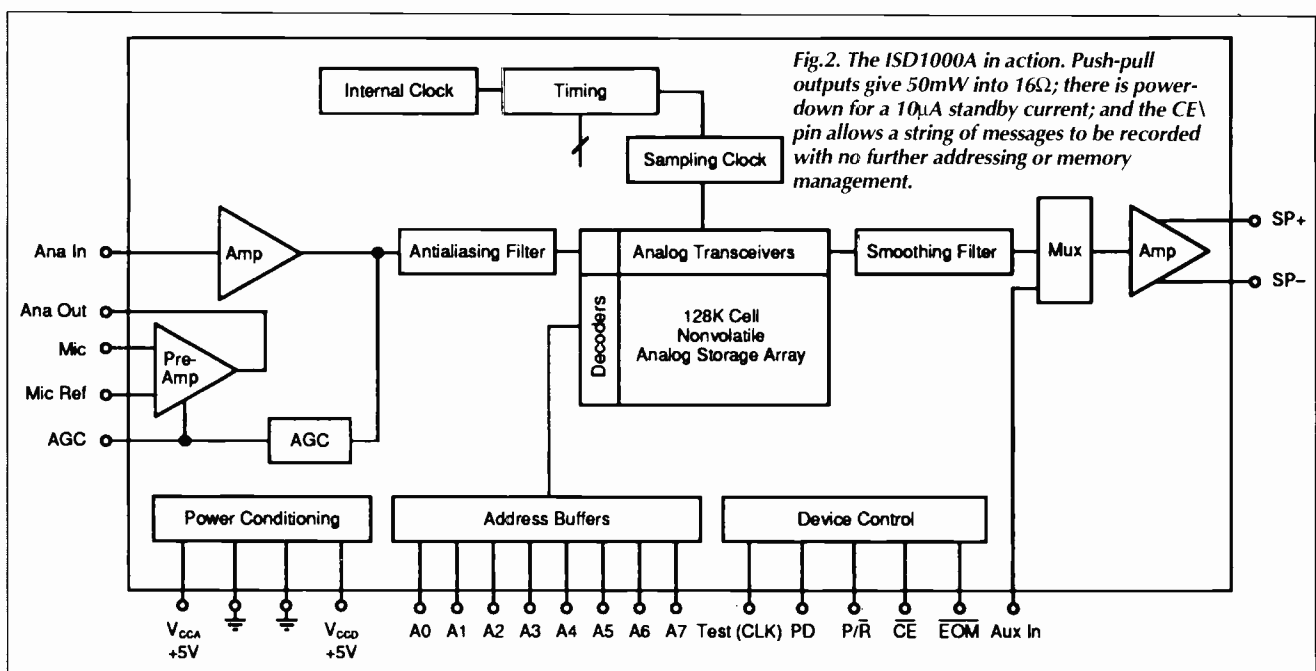 Fig.2. The ISD1000A in action. Push-pull
outputs give 50mW into 16Ω; there is power-
down for a 10μA standby current; and the CE\
pin allows a string of messages to be recorded
with no further addressing or memory
management.
Internal Clock
Timing
Sampling Clock
Ana In
Amp
Antialiasing Filter
Analog Transceivers
Smoothing Filter
Mux
Amp
SP+
SP−
Ana Out
Mic
Pre-
Amp
Mic Ref
AGC
AGC
Decoders
128K Cell
Nonvolatile
Analog Storage Array
Power Conditioning
Address Buffers
Device Control
V_CCA
+5V
V_CCD
+5V
A0 A1 A2 A3 A4 A5 A6 A7
Test (CLK) PD P/R̅ C̅E̅ E̅O̅M̅ Aux In